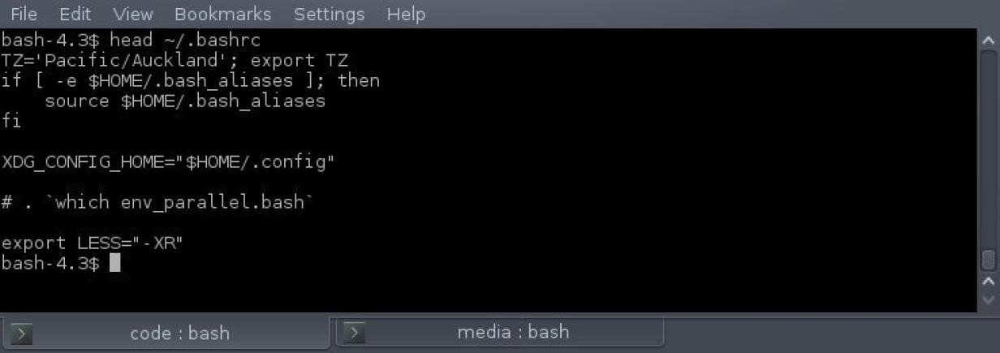 File Edit View Bookmarks Settings Help
bash-4.3$ head ~/.bashrc
TZ='Pacific/Auckland'; export TZ
if [ -e $HOME/.bash_aliases ]; then
    source $HOME/.bash_aliases
fi
XDG_CONFIG_HOME="$HOME/.config"
# . `which env_parallel.bash`
export LESS="-XR"
bash-4.3$
code : bash
media : bash